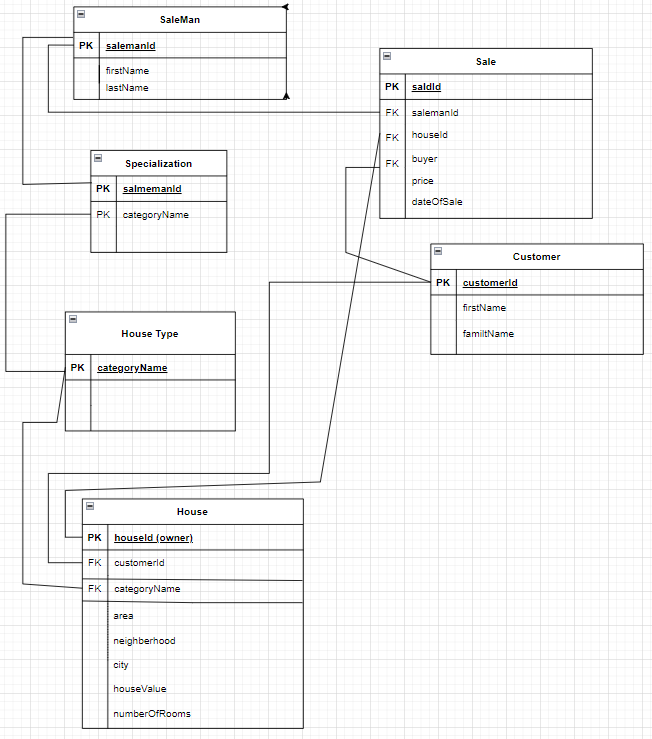 SaleMan
PK salemanId
firstName
lastName
Sale
PK saldId
FK salemanId
FK houseId
FK buyer
price
dateOfSale
Specialization
PK salmemanId
PK categoryName
Customer
PK customerId
firstName
familtName
House Type
PK categoryName
House
PK houseId (owner)
FK customerId
FK categoryName
area
neighberhood
city
houseValue
numberOfRooms